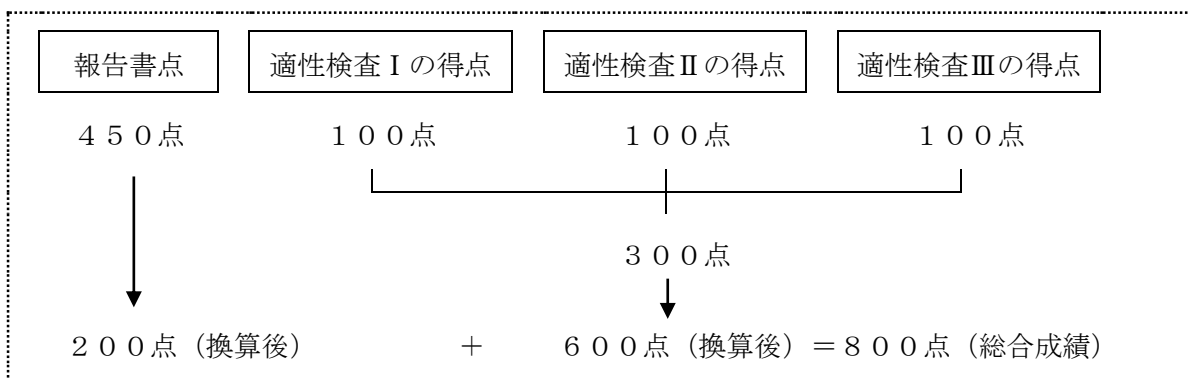 報告書点 適性検査Ⅰの得点 適性検査Ⅱの得点 適性検査Ⅲの得点
４５０点 １００点 １００点 １００点
３００点
２００点（換算後） ＋ ６００点（換算後）＝８００点（総合成績）